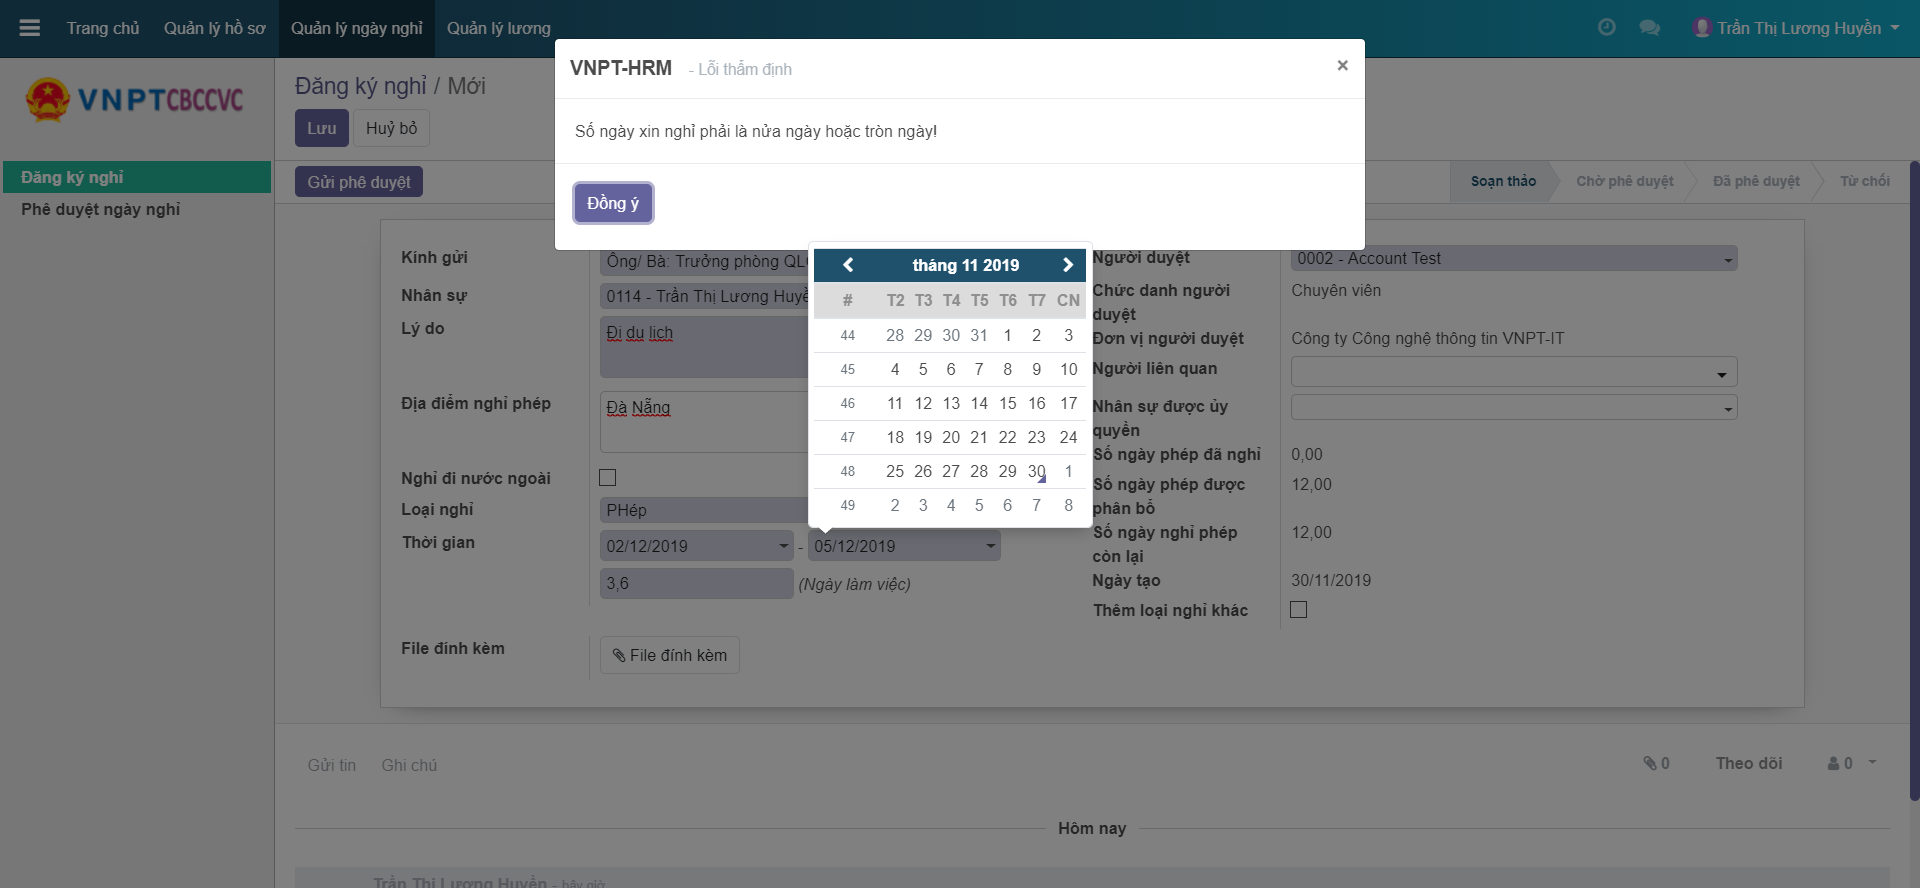 Trang chủ Quản lý hồ sơ Quản lý ngày nghỉ Quản lý lương Trần Thị Lương Huyền
VNPT-HRM - Lỗi thẩm định ×
Số ngày xin nghỉ phải là nửa ngày hoặc tròn ngày!
Đồng ý
VNPTCBCCVC
Đăng ký nghỉ
Phê duyệt ngày nghỉ
Đăng ký nghỉ / Mới
Lưu Huỷ bỏ
Gửi phê duyệt
Soạn thảo Chờ phê duyệt Đã phê duyệt Từ chối
Kính gửi Ông/ Bà: Trưởng phòng
Nhân sự 0114 - Trần Thị Lương
Lý do Đi du lịch
Địa điểm nghỉ phép Đà Nẵng
Nghỉ đi nước ngoài
Loại nghỉ PHép
Thời gian 02/12/2019 - 05/12/2019
3,6 (Ngày làm việc)
File đính kèm File đính kèm
tháng 11 2019
# T2 T3 T4 T5 T6 T7 CN
44 28 29 30 31 1 2 3
45 4 5 6 7 8 9 10
46 11 12 13 14 15 16 17
47 18 19 20 21 22 23 24
48 25 26 27 28 29 30 1
49 2 3 4 5 6 7 8
Người duyệt 0002 - Account Test
Chức danh người
duyệt
Chuyên viên
Đơn vị người duyệt Công ty Công nghệ thông tin VNPT-IT
Người liên quan
Nhân sự được ủy
quyền
Số ngày phép đã nghỉ 0,00
Số ngày phép được
phân bổ
12,00
Số ngày nghỉ phép
còn lại
12,00
Ngày tạo 30/11/2019
Thêm loại nghỉ khác
Gửi tin Ghi chú 0 Theo dõi 0
Hôm nay
Trần Thị Lương Huyền - bây giờ